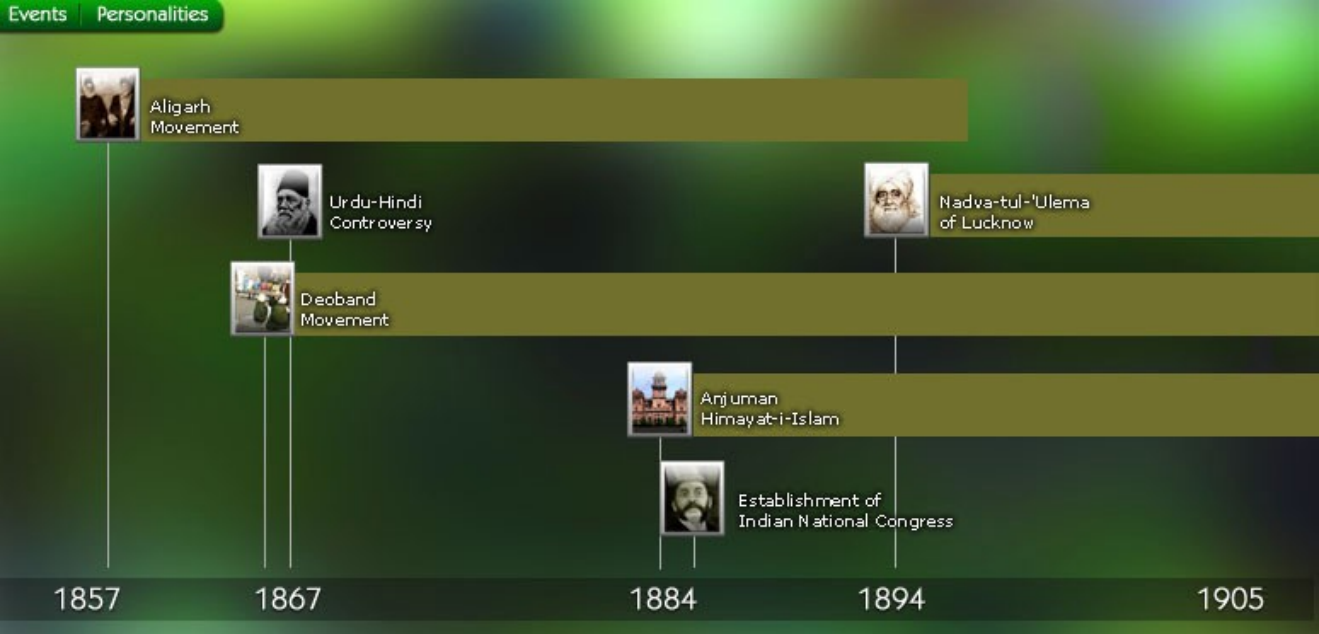 Events Personalities
Aligarh
Movement
Urdu-Hindi
Controversy
Nadva-tul-'Ulema
of Lucknow
Deoband
Movement
Anjuman
Himayat-i-Islam
Establishment of
Indian National Congress
1857 1867 1884 1894 1905